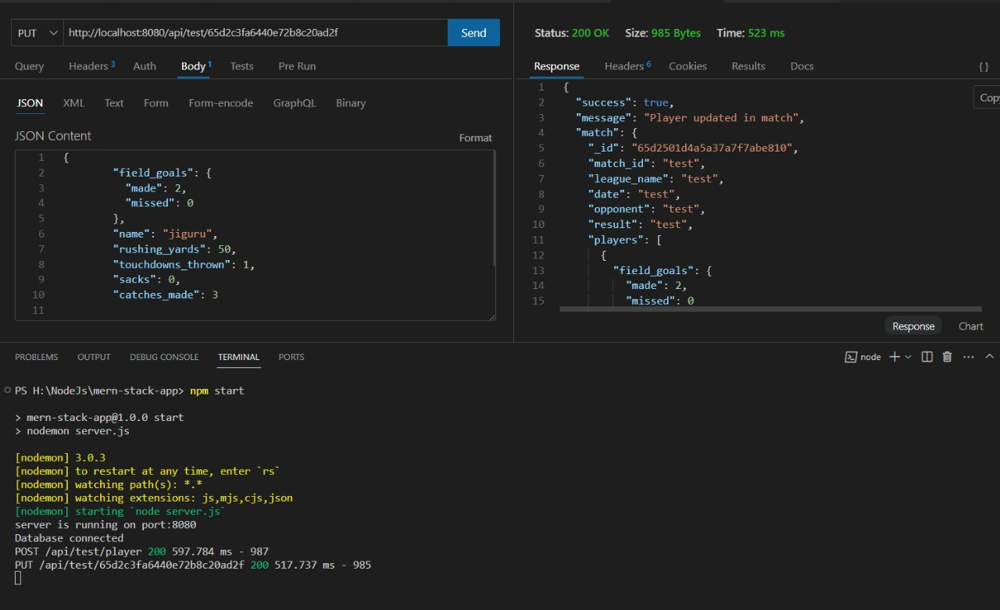 PUT http://localhost:8080/api/test/65d2c3fa6440e72b8c20ad2f Send
Query Headers 3 Auth Body 1 Tests Pre Run
JSON XML Text Form Form-encode GraphQL Binary
JSON Content Format
1 {
2 "field_goals": {
3 "made": 2,
4 "missed": 0
5 },
6 "name": "jiguru",
7 "rushing_yards": 50,
8 "touchdowns_thrown": 1,
9 "sacks": 0,
10 "catches_made": 3
11
Status: 200 OK Size: 985 Bytes Time: 523 ms
Response Headers 6 Cookies Results Docs { }
Copy
1 {
2 "success": true,
3 "message": "Player updated in match",
4 "match": {
5 "_id": "65d2501d4a5a37a7f7abe810",
6 "match_id": "test",
7 "league_name": "test",
8 "date": "test",
9 "opponent": "test",
10 "result": "test",
11 "players": [
12 {
13 "field_goals": {
14 "made": 2,
15 "missed": 0
Response Chart
PROBLEMS OUTPUT DEBUG CONSOLE TERMINAL PORTS node
PS H:\NodeJs\mern-stack-app> npm start
> mern-stack-app@1.0.0 start
> nodemon server.js
[nodemon] 3.0.3
[nodemon] to restart at any time, enter `rs`
[nodemon] watching path(s): *.*
[nodemon] watching extensions: js,mjs,cjs,json
[nodemon] starting `node server.js`
server is running on port:8080
Database connected
POST /api/test/player 200 597.784 ms - 987
PUT /api/test/65d2c3fa6440e72b8c20ad2f 200 517.737 ms - 985